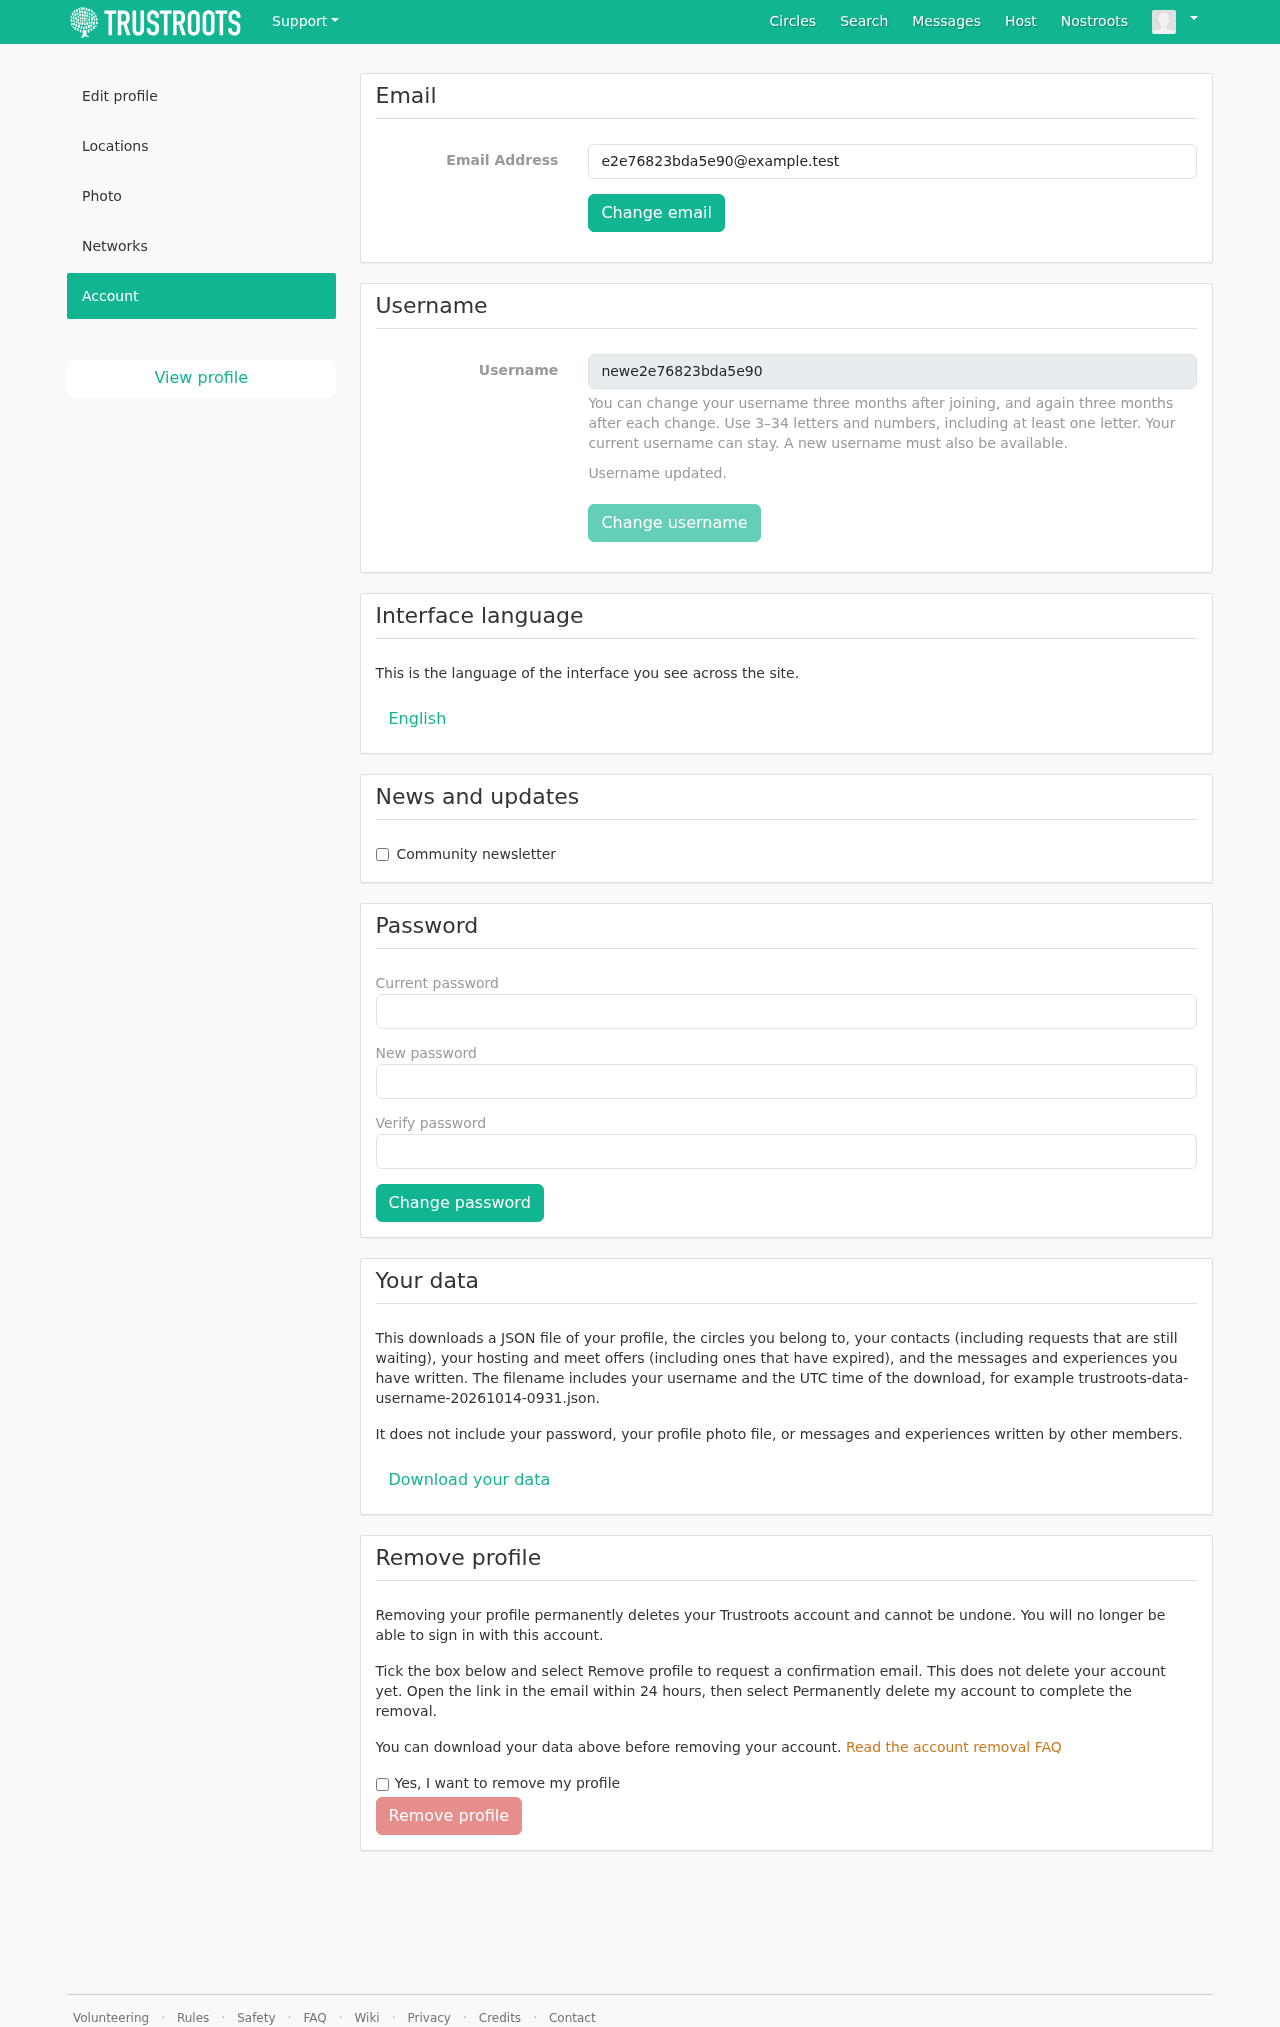 TRUSTROOTS Support Circles Search Messages Host Nostroots
Edit profile
Locations
Photo
Networks
Account
View profile
Email
Email Address e2e76823bda5e90@example.test
Change email
Username
Username newe2e76823bda5e90
You can change your username three months after joining, and again three months
after each change. Use 3–34 letters and numbers, including at least one letter. Your
current username can stay. A new username must also be available.
Username updated.
Change username
Interface language
This is the language of the interface you see across the site.
English
News and updates
Community newsletter
Password
Current password
New password
Verify password
Change password
Your data
This downloads a JSON file of your profile, the circles you belong to, your contacts (including requests that are still
waiting), your hosting and meet offers (including ones that have expired), and the messages and experiences you
have written. The filename includes your username and the UTC time of the download, for example trustroots-data-
username-20261014-0931.json.
It does not include your password, your profile photo file, or messages and experiences written by other members.
Download your data
Remove profile
Removing your profile permanently deletes your Trustroots account and cannot be undone. You will no longer be
able to sign in with this account.
Tick the box below and select Remove profile to request a confirmation email. This does not delete your account
yet. Open the link in the email within 24 hours, then select Permanently delete my account to complete the
removal.
You can download your data above before removing your account. Read the account removal FAQ
Yes, I want to remove my profile
Remove profile
Volunteering · Rules · Safety · FAQ · Wiki · Privacy · Credits · Contact